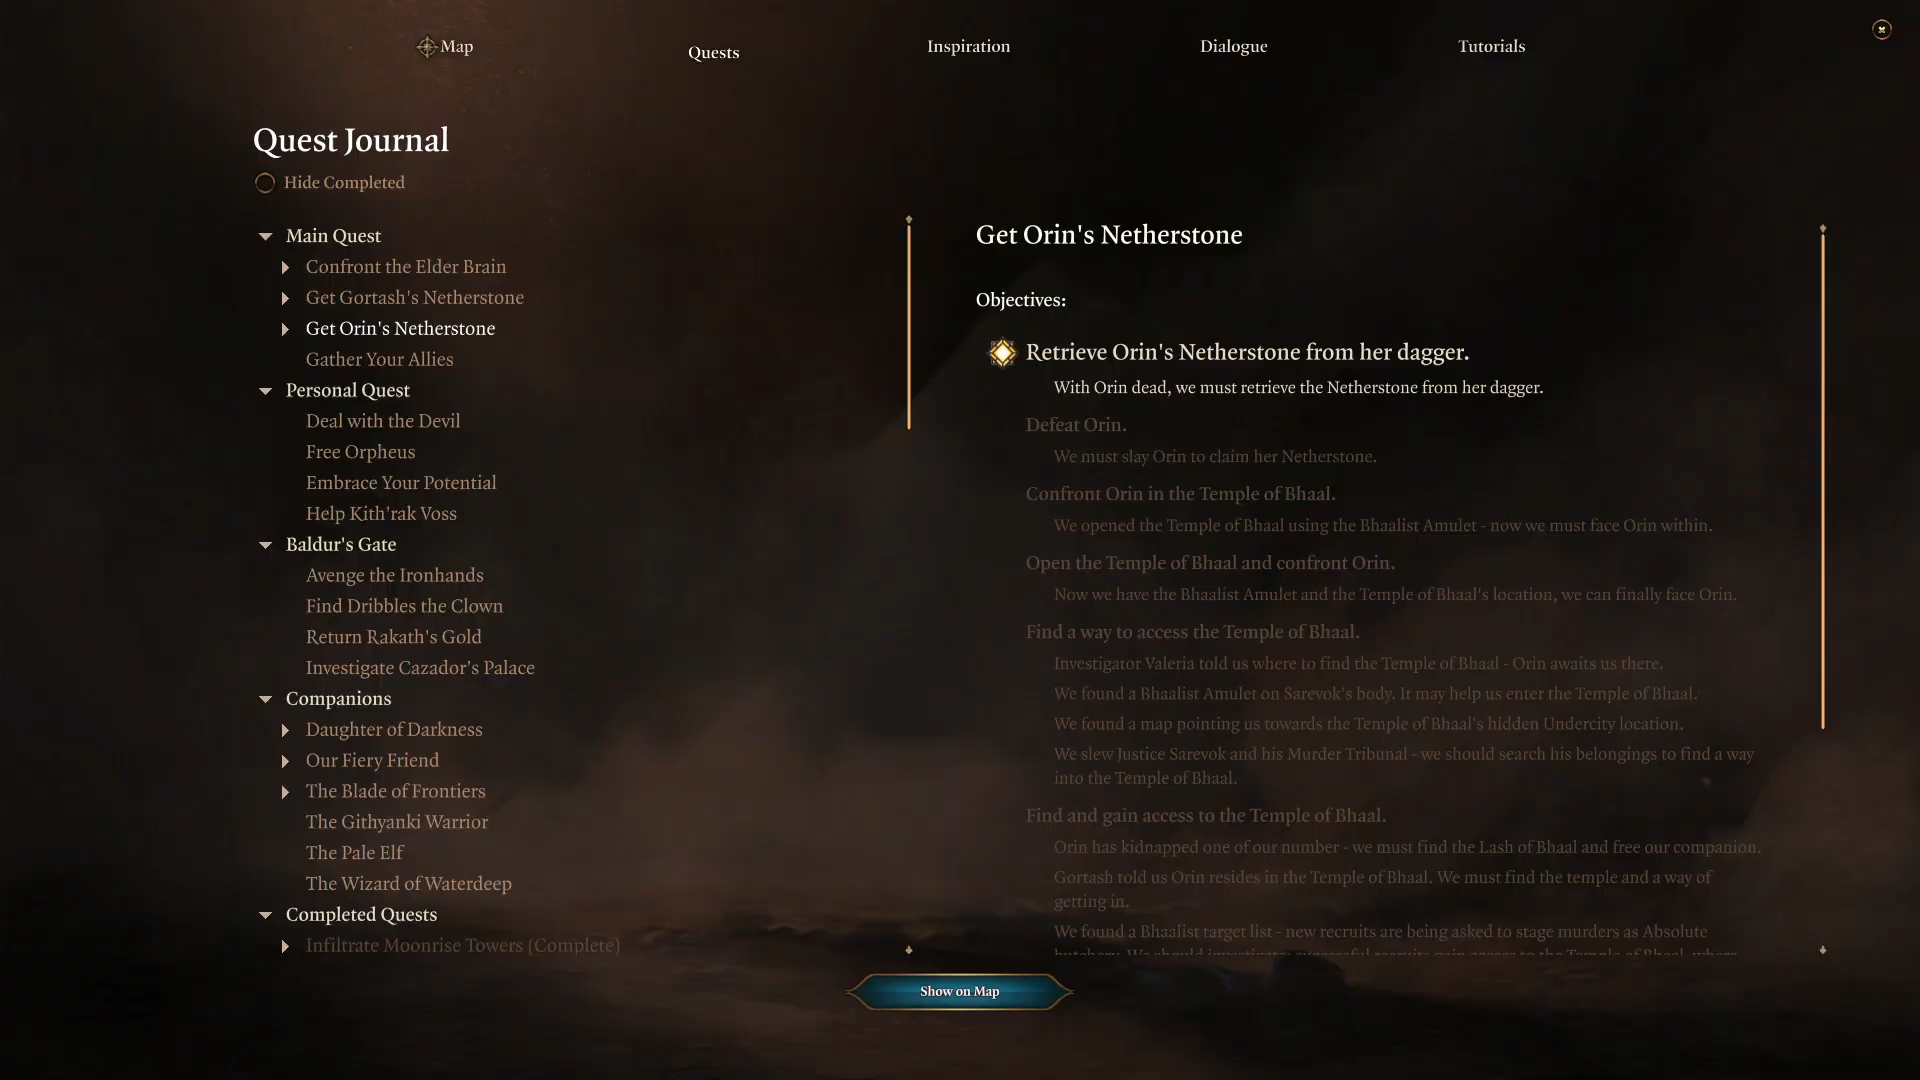 Map
Quests
Inspiration
Dialogue
Tutorials
Quest Journal
Hide Completed
Main Quest
Confront the Elder Brain
Get Gortash's Netherstone
Get Orin's Netherstone
Gather Your Allies
Personal Quest
Deal with the Devil
Free Orpheus
Embrace Your Potential
Help Kith'rak Voss
Baldur's Gate
Avenge the Ironhands
Find Dribbles the Clown
Return Rakath's Gold
Investigate Cazador's Palace
Companions
Daughter of Darkness
Our Fiery Friend
The Blade of Frontiers
The Githyanki Warrior
The Pale Elf
The Wizard of Waterdeep
Completed Quests
Infiltrate Moonrise Towers (Complete)
Get Orin's Netherstone
Objectives:
Retrieve Orin's Netherstone from her dagger.
With Orin dead, we must retrieve the Netherstone from her dagger.
Defeat Orin.
We must slay Orin to claim her Netherstone.
Confront Orin in the Temple of Bhaal.
We opened the Temple of Bhaal using the Bhaalist Amulet - now we must face Orin within.
Open the Temple of Bhaal and confront Orin.
Now we have the Bhaalist Amulet and the Temple of Bhaal's location, we can finally face Orin.
Find a way to access the Temple of Bhaal.
Investigator Valeria told us where to find the Temple of Bhaal - Orin awaits us there.
We found a Bhaalist Amulet on Sarevok's body. It may help us enter the Temple of Bhaal.
We found a map pointing us towards the Temple of Bhaal's hidden Undercity location.
We slew Justice Sarevok and his Murder Tribunal - we should search his belongings to find a way
into the Temple of Bhaal.
Find and gain access to the Temple of Bhaal.
Orin has kidnapped one of our number - we must find the Lash of Bhaal and free our companion.
Gortash told us Orin resides in the Temple of Bhaal. We must find the temple and a way of
getting in.
We found a Bhaalist target list - new recruits are being asked to stage murders as Absolute
butchery. We should investigate: successful recruits gain access to the Temple of Bhaal, where
Show on Map